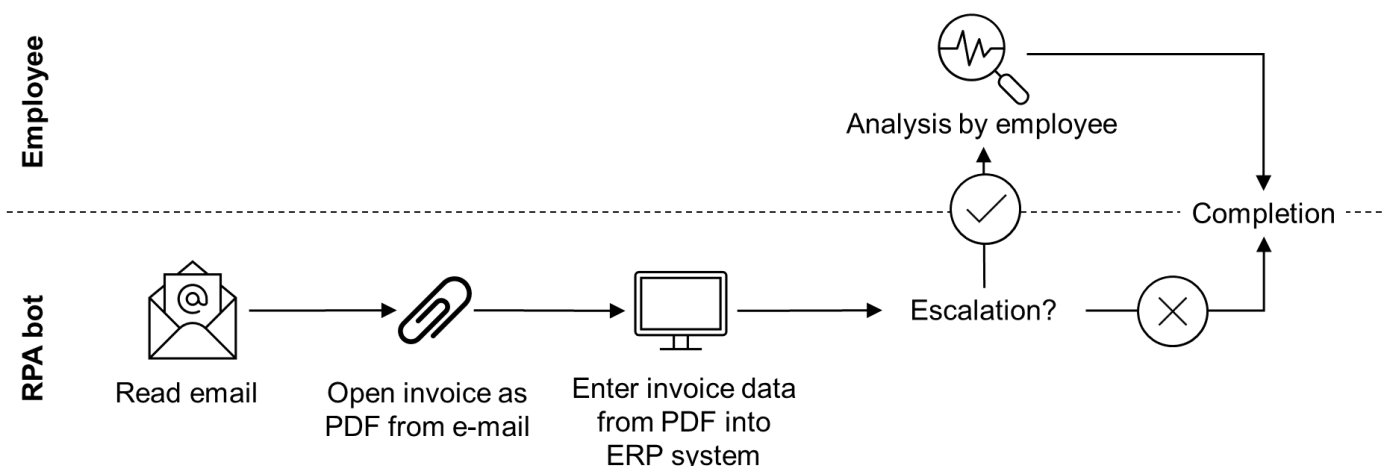 Employee
Analysis by employee
Completion
RPA bot
@
Escalation?
Read email
Open invoice as
PDF from e-mail
Enter invoice data
from PDF into
ERP system